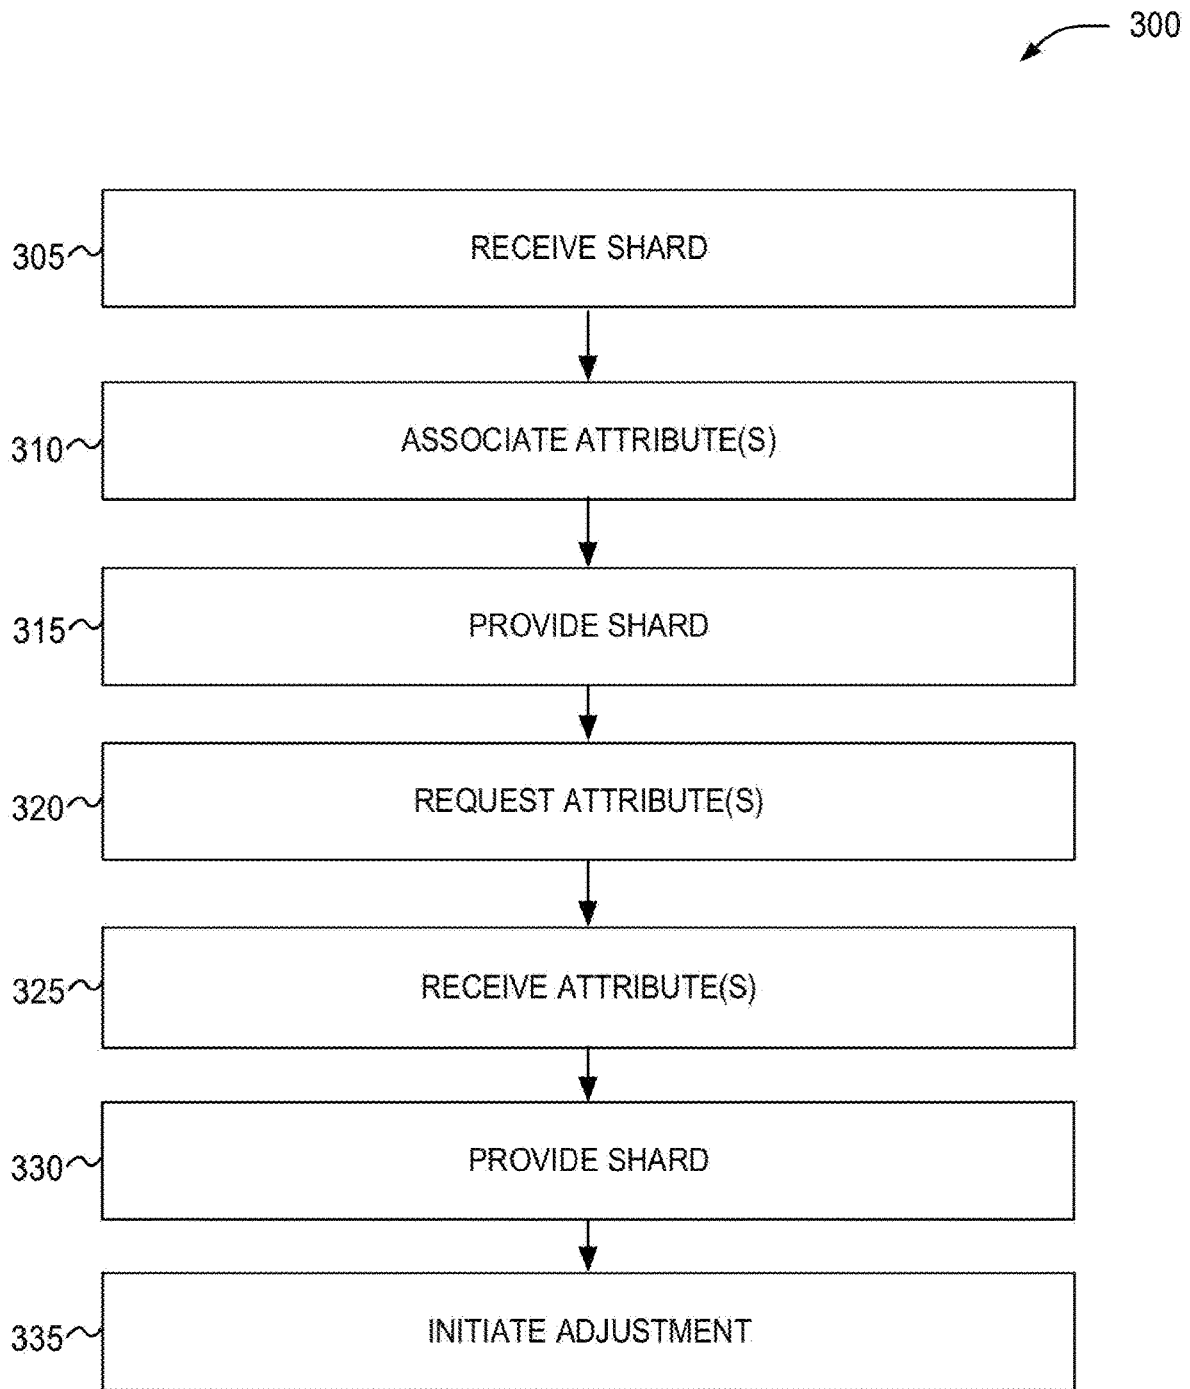 300
305 RECEIVE SHARD
310 ASSOCIATE ATTRIBUTE(S)
315 PROVIDE SHARD
320 REQUEST ATTRIBUTE(S)
325 RECEIVE ATTRIBUTE(S)
330 PROVIDE SHARD
335 INITIATE ADJUSTMENT